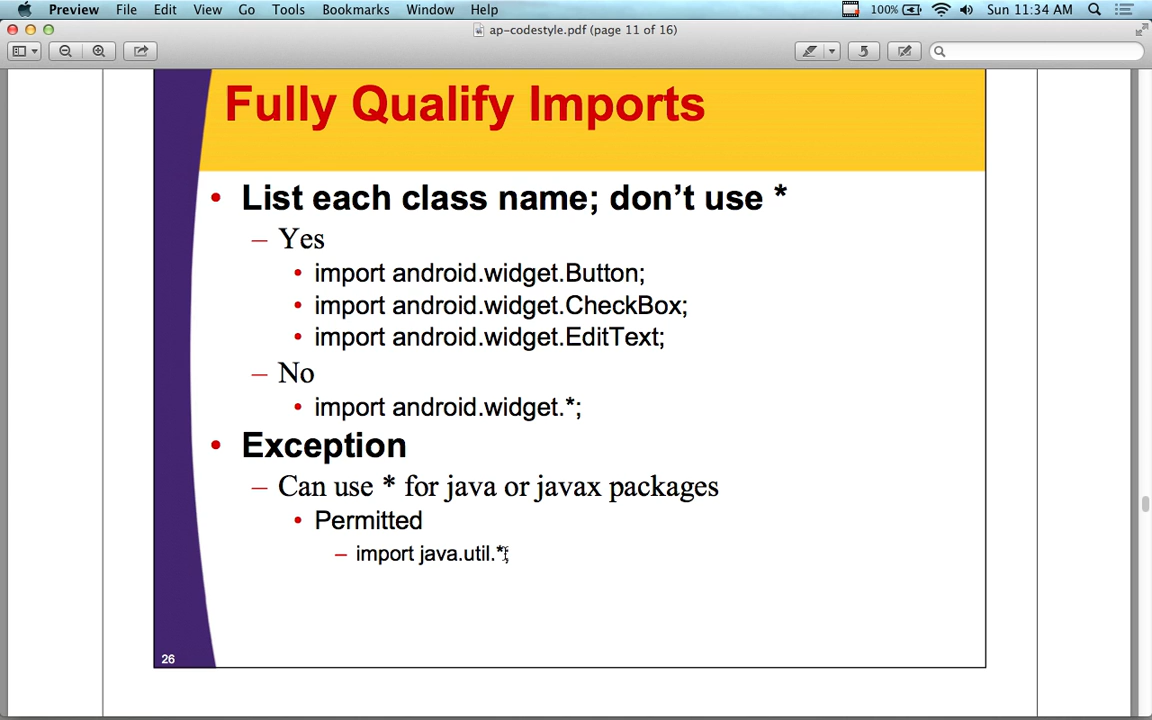 Preview File Edit View Go Tools Bookmarks Window Help 100% Sun 11:34 AM
ap-codestyle.pdf (page 11 of 16)
Fully Qualify Imports
• List each class name; don’t use *
– Yes
• import android.widget.Button;
• import android.widget.CheckBox;
• import android.widget.EditText;
– No
• import android.widget.*;
• Exception
– Can use * for java or javax packages
• Permitted
– import java.util.*;
26